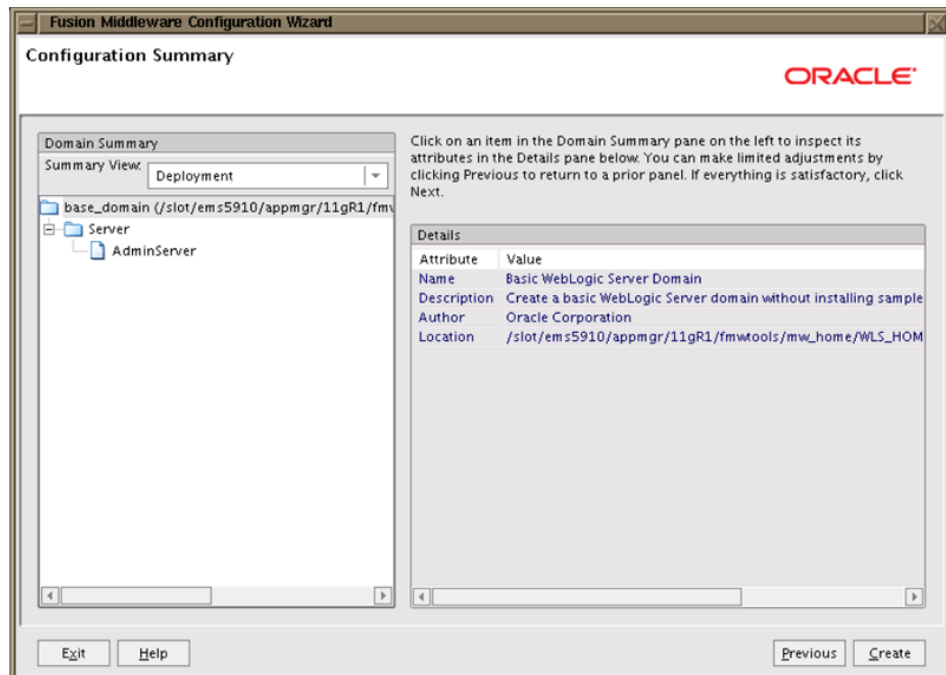 Fusion Middleware Configuration Wizard
Configuration Summary
ORACLE
Domain Summary
Summary View:
Deployment
base_domain (/slot/ems5910/appmgr/11gR1/fmw
Server
AdminServer
Click on an item in the Domain Summary pane on the left to inspect its
attributes in the Details pane below. You can make limited adjustments by
clicking Previous to return to a prior panel. If everything is satisfactory, click
Next.
Details
Attribute Value
Name Basic WebLogic Server Domain
Description Create a basic WebLogic Server domain without installing sample
Author Oracle Corporation
Location /slot/ems5910/appmgr/11gR1/fmwtools/mw_home/WLS_HOM
Exit Help Previous Create